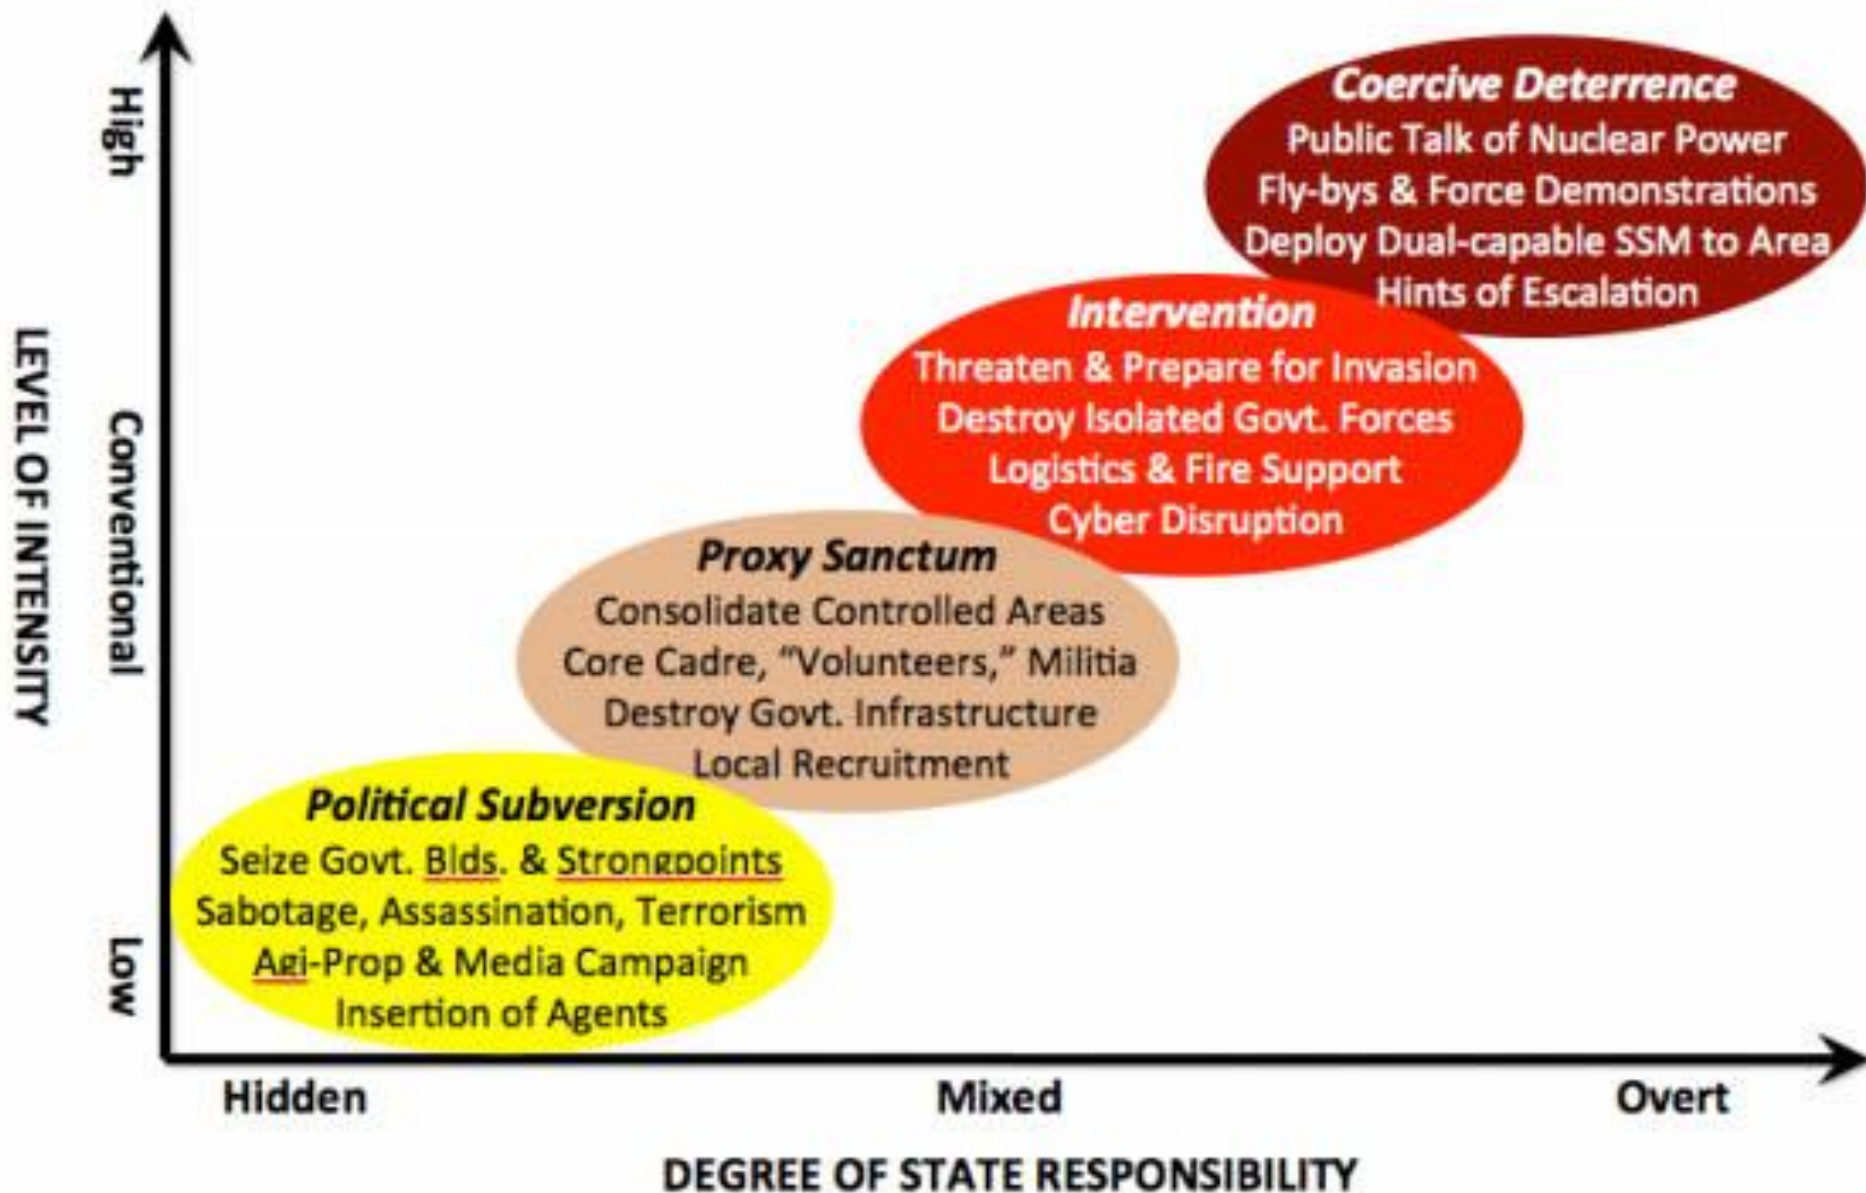 High
Coercive Deterrence
Public Talk of Nuclear Power
Fly-bys & Force Demonstrations
Deploy Dual-capable SSM to Area
Hints of Escalation
Intervention
Threaten & Prepare for Invasion
Destroy Isolated Govt. Forces
Logistics & Fire Support
Cyber Disruption
LEVEL OF INTENSITY
Conventional
Proxy Sanctum
Consolidate Controlled Areas
Core Cadre, “Volunteers,” Militia
Destroy Govt. Infrastructure
Local Recruitment
Political Subversion
Seize Govt. Blds. & Strongpoints
Sabotage, Assassination, Terrorism
Agi-Prop & Media Campaign
Insertion of Agents
Low
Hidden
Mixed
Overt
DEGREE OF STATE RESPONSIBILITY